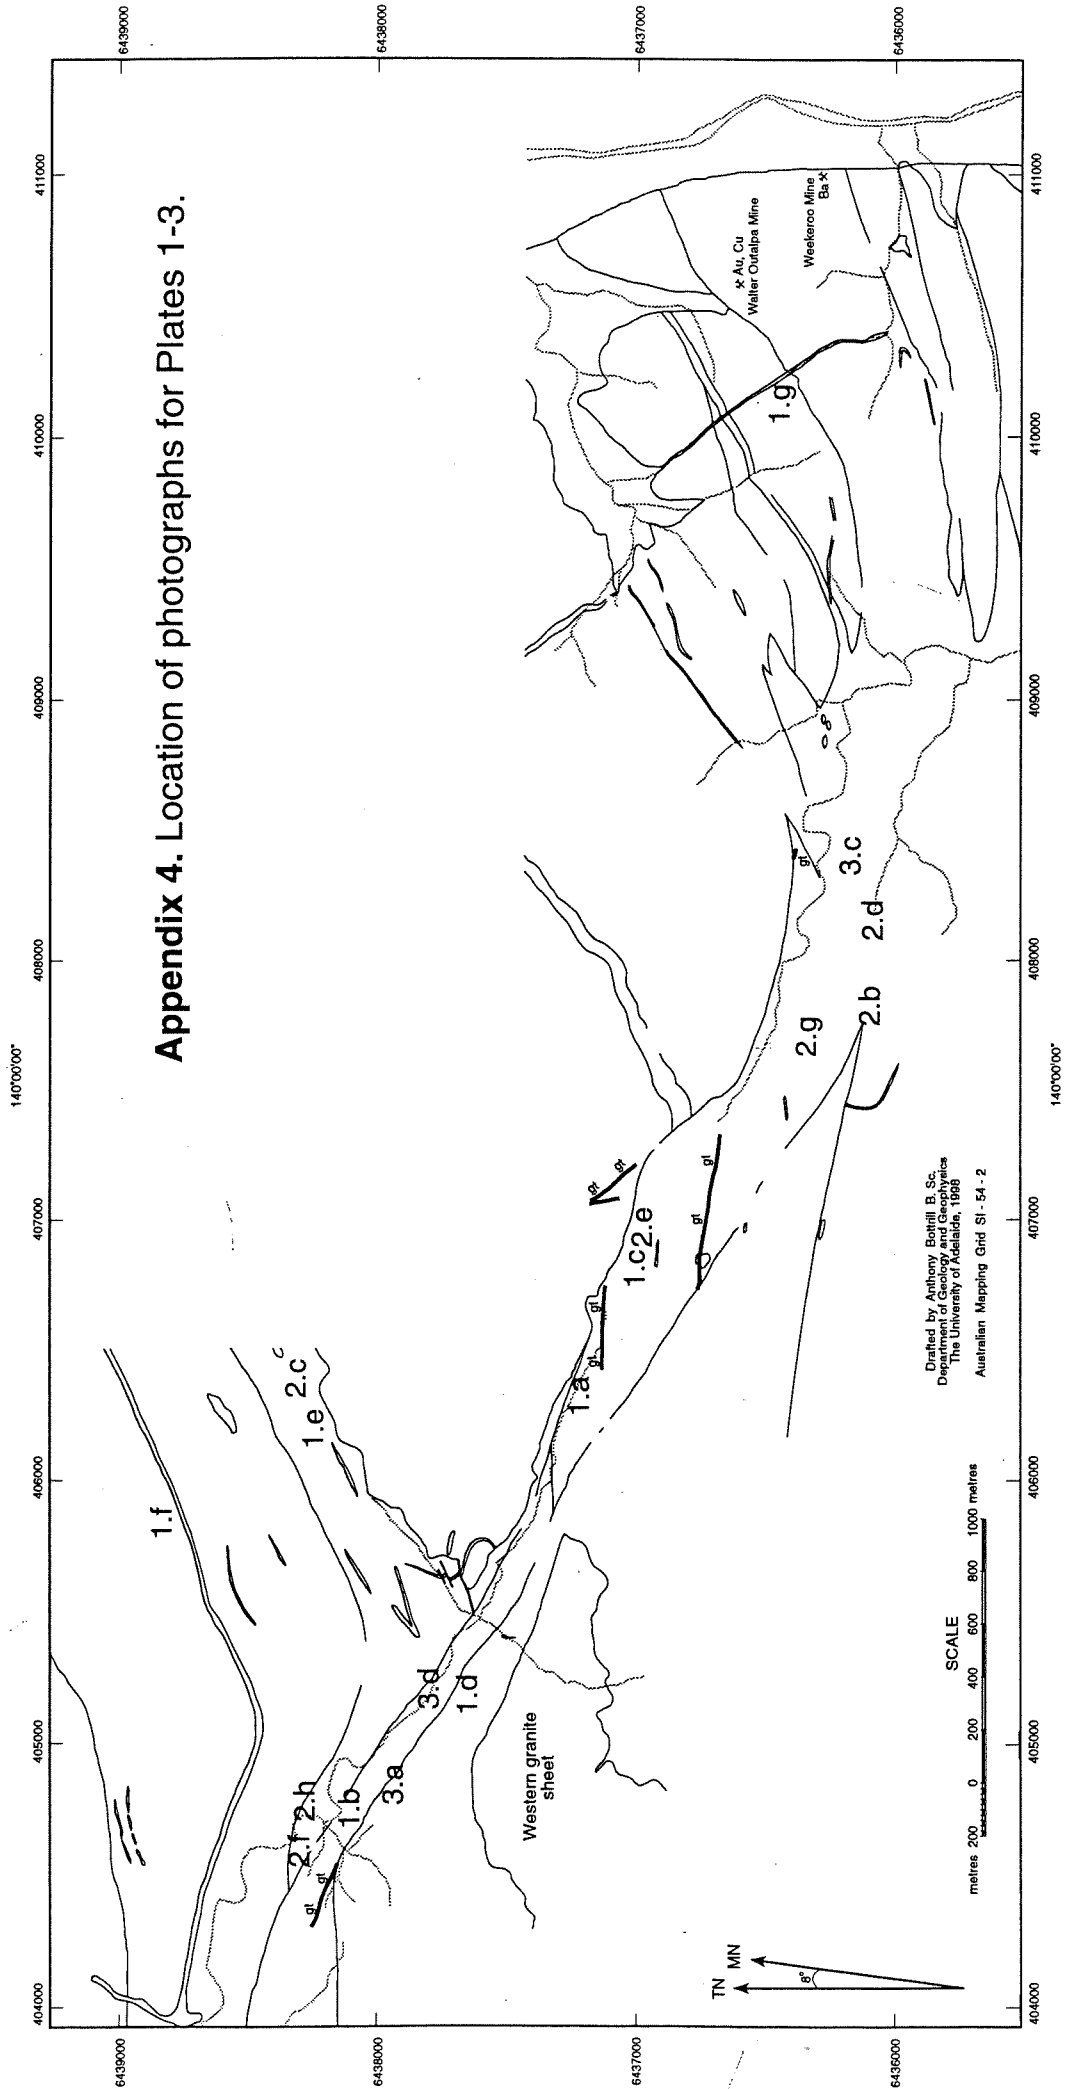 Appendix 4. Location of photographs for Plates 1-3.
140°00'00"
404000
405000
406000
407000
408000
409000
410000
411000
6439000
6438000
6437000
6436000
6439000
6438000
6437000
6436000
1.f
2.c
1.e
2.f
2.h
1.b
3.a
3.d
1.d
gt
gt
Western granite
sheet
1.a
gt
gt
1.c
2.e
gt
gt
gt
gt
2.g
2.b
2.d
3.c
gt
1.g
Au, Cu
Walter Outalpa Mine
Weekeroo Mine
Ba
TN
MN
8°
SCALE
metres 200
0
200
400
600
800
1000 metres
Drafted by Anthony Bottrill B. Sc.
Department of Geology and Geophysics
The University of Adelaide, 1998
Australian Mapping Grid SI - 54 - 2
404000
405000
406000
407000
408000
409000
410000
411000
140°00'00"